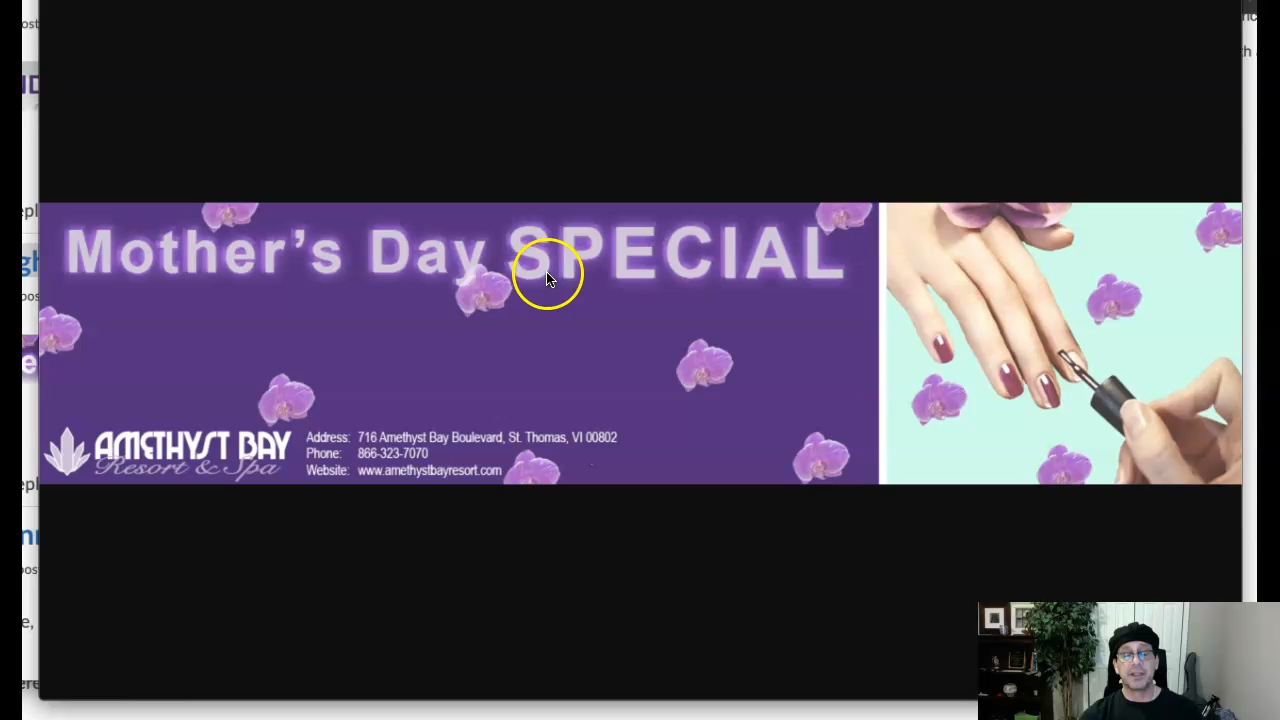 Mother's Day SPECIAL
AMETHYST BAY
Resort & Spa
Address: 716 Amethyst Bay Boulevard, St. Thomas, VI 00802
Phone: 866-323-7070
Website: www.amethystbayresort.com